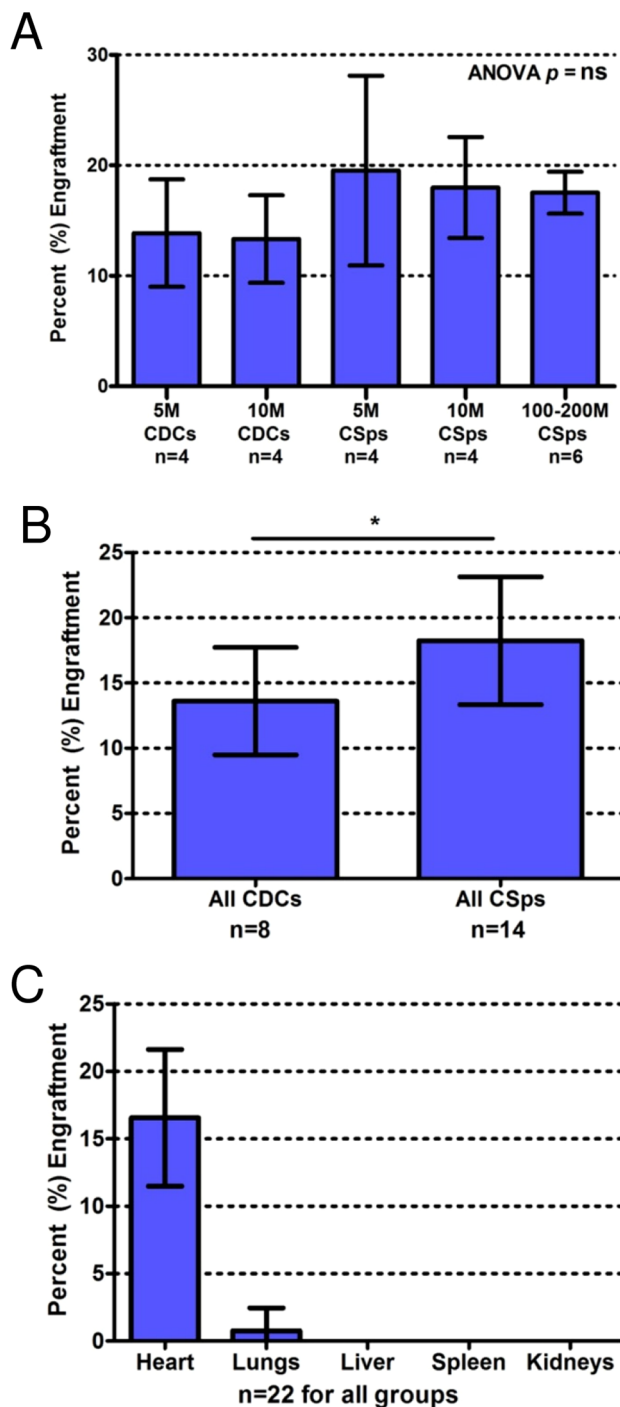 A
ANOVA p = ns
Percent (%) Engraftment
30
20
10
0
5M 10M 5M 10M 100-200M
CDCs CDCs CSps CSps CSps
n=4 n=4 n=4 n=4 n=6
B
*
Percent (%) Engraftment
25
20
15
10
5
0
All CDCs All CSps
n=8 n=14
C
Percent (%) Engraftment
25
20
15
10
5
0
Heart Lungs Liver Spleen Kidneys
n=22 for all groups